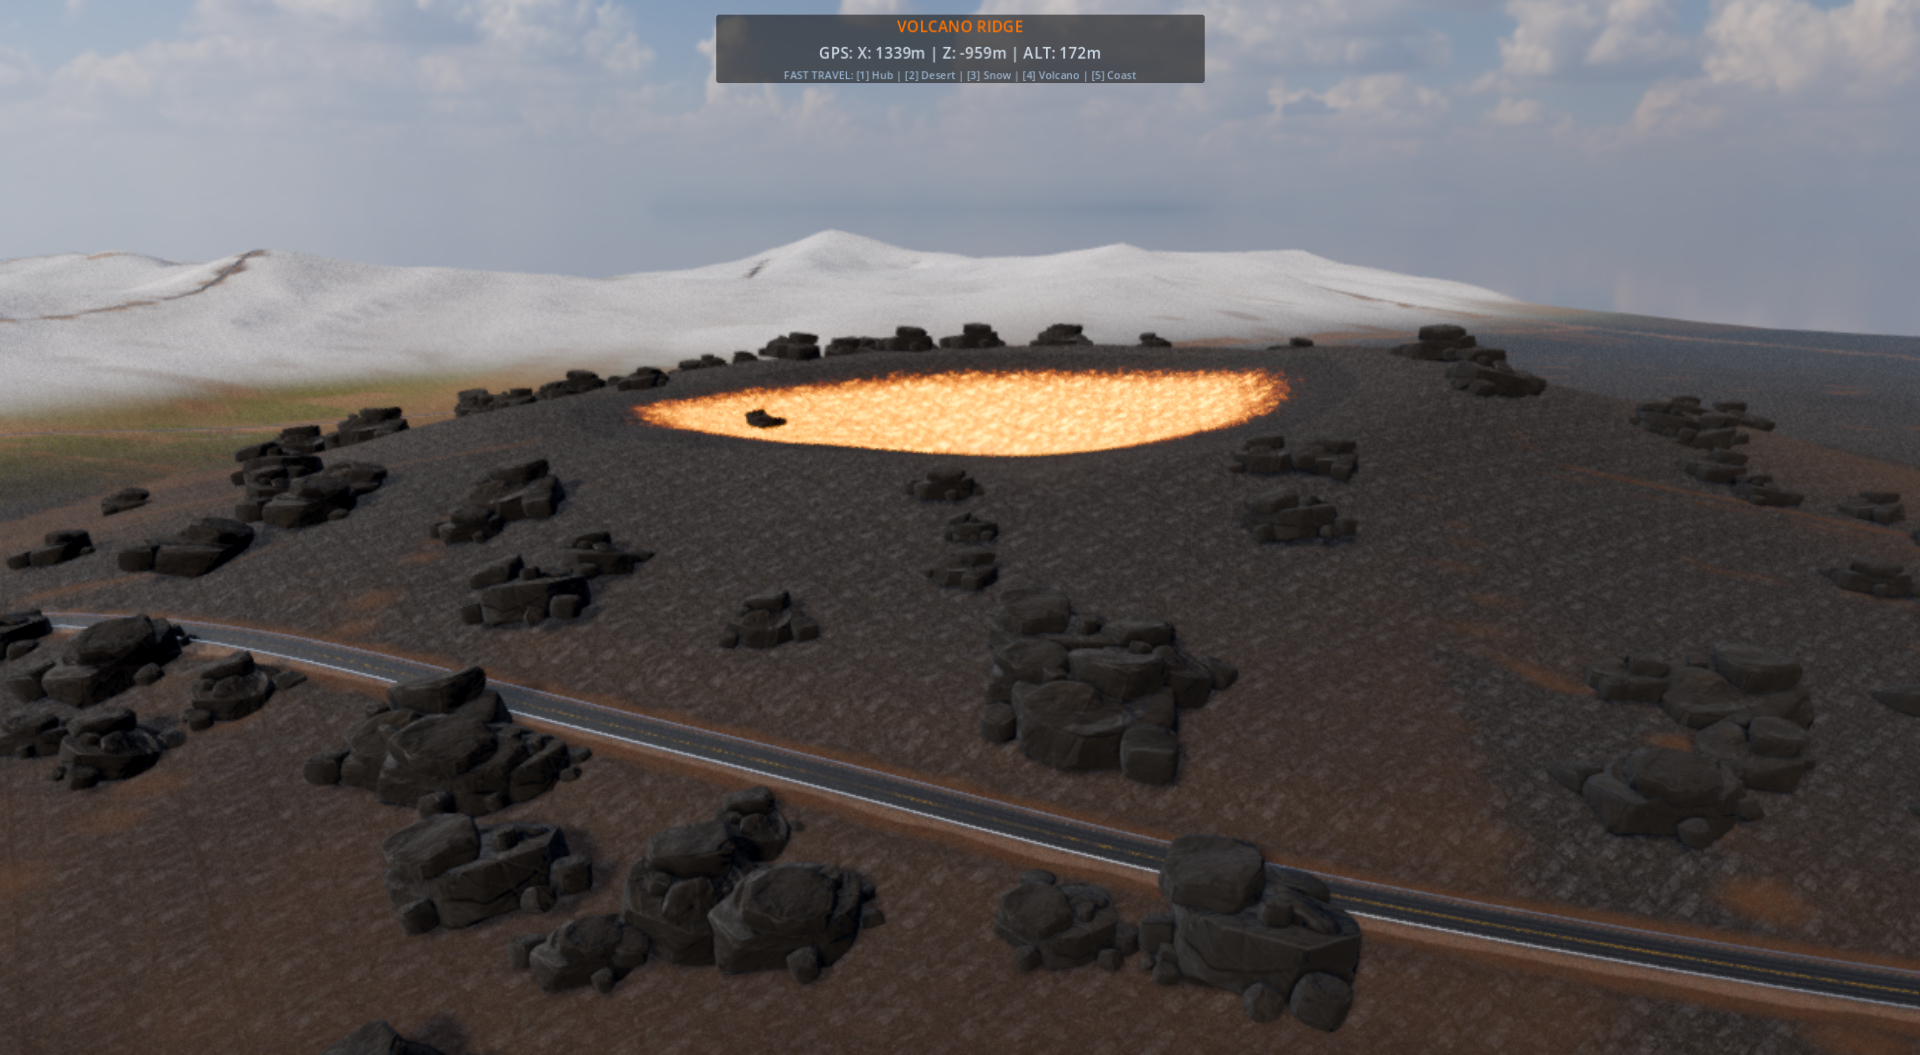 VOLCANO RIDGE
GPS: X: 1339m | Z: -959m | ALT: 172m
FAST TRAVEL: [1] Hub | [2] Desert | [3] Snow | [4] Volcano | [5] Coast